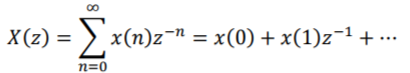 X(z) = ∑_{n=0}^{∞} x(n)z^{-n} = x(0) + x(1)z^{-1} + ⋯